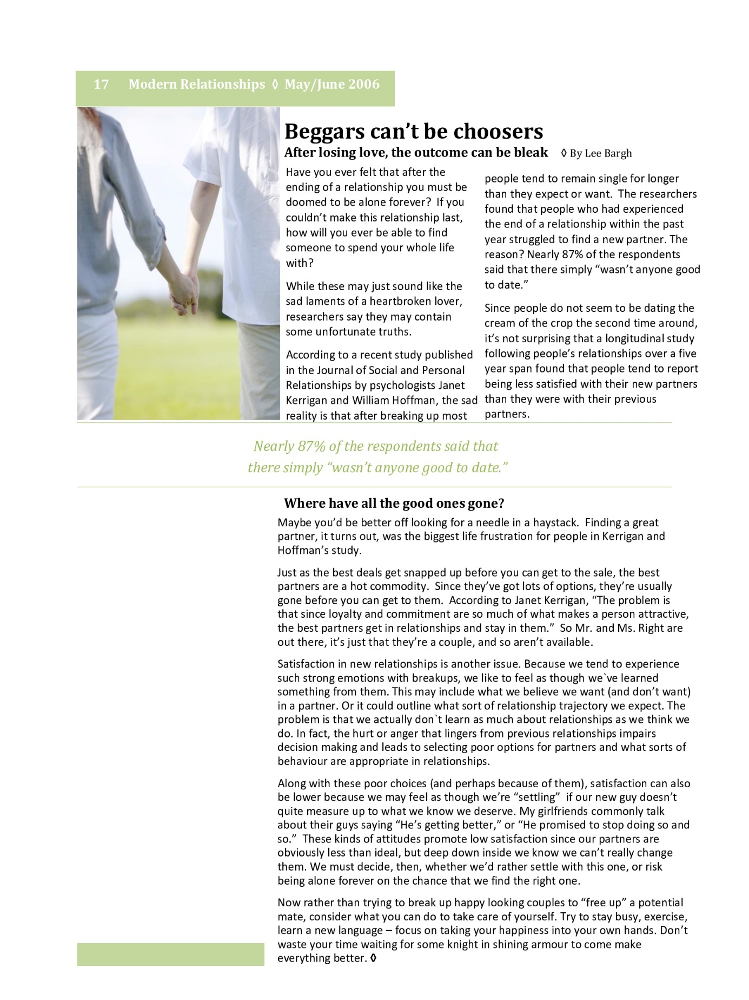 17 Modern Relationships ◊ May/June 2006
Beggars can’t be choosers
After losing love, the outcome can be bleak ◊ By Lee Bargh
Have you ever felt that after the
ending of a relationship you must be
doomed to be alone forever? If you
couldn’t make this relationship last,
how will you ever be able to find
someone to spend your whole life
with?
While these may just sound like the
sad laments of a heartbroken lover,
researchers say they may contain
some unfortunate truths.
According to a recent study published
in the Journal of Social and Personal
Relationships by psychologists Janet
Kerrigan and William Hoffman, the sad
reality is that after breaking up most
people tend to remain single for longer
than they expect or want. The researchers
found that people who had experienced
the end of a relationship within the past
year struggled to find a new partner. The
reason? Nearly 87% of the respondents
said that there simply “wasn’t anyone good
to date.”
Since people do not seem to be dating the
cream of the crop the second time around,
it’s not surprising that a longitudinal study
following people’s relationships over a five
year span found that people tend to report
being less satisfied with their new partners
than they were with their previous
partners.
Nearly 87% of the respondents said that
there simply “wasn’t anyone good to date.”
Where have all the good ones gone?
Maybe you’d be better off looking for a needle in a haystack. Finding a great
partner, it turns out, was the biggest life frustration for people in Kerrigan and
Hoffman’s study.
Just as the best deals get snapped up before you can get to the sale, the best
partners are a hot commodity. Since they’ve got lots of options, they’re usually
gone before you can get to them. According to Janet Kerrigan, “The problem is
that since loyalty and commitment are so much of what makes a person attractive,
the best partners get in relationships and stay in them.” So Mr. and Ms. Right are
out there, it’s just that they’re a couple, and so aren’t available.
Satisfaction in new relationships is another issue. Because we tend to experience
such strong emotions with breakups, we like to feel as though we`ve learned
something from them. This may include what we believe we want (and don’t want)
in a partner. Or it could outline what sort of relationship trajectory we expect. The
problem is that we actually don`t learn as much about relationships as we think we
do. In fact, the hurt or anger that lingers from previous relationships impairs
decision making and leads to selecting poor options for partners and what sorts of
behaviour are appropriate in relationships.
Along with these poor choices (and perhaps because of them), satisfaction can also
be lower because we may feel as though we’re “settling” if our new guy doesn’t
quite measure up to what we know we deserve. My girlfriends commonly talk
about their guys saying “He’s getting better,” or “He promised to stop doing so and
so.” These kinds of attitudes promote low satisfaction since our partners are
obviously less than ideal, but deep down inside we know we can’t really change
them. We must decide, then, whether we’d rather settle with this one, or risk
being alone forever on the chance that we find the right one.
Now rather than trying to break up happy looking couples to “free up” a potential
mate, consider what you can do to take care of yourself. Try to stay busy, exercise,
learn a new language – focus on taking your happiness into your own hands. Don’t
waste your time waiting for some knight in shining armour to come make
everything better. ◊